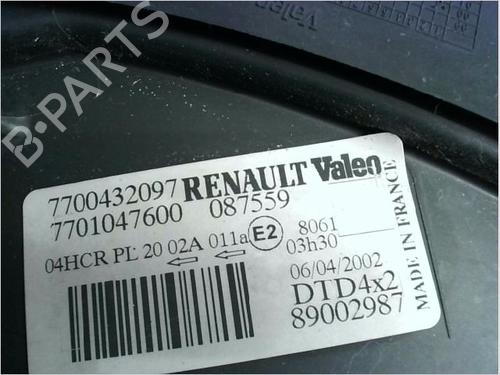 B-PARTS
Valeo
7700432097 RENAULT Valeo
7701047600 087559
04HCR PL 20 02A 011a E2 8061
03h30
06/04/2002
DTD4x2
89002987
MADE IN FRANCE